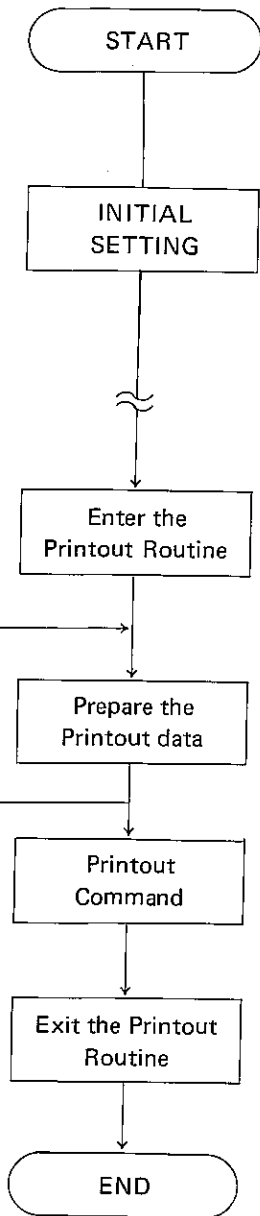 START
INITIAL
SETTING
Enter the
Printout Routine
Prepare the
Printout data
Printout
Command
Exit the Printout
Routine
END